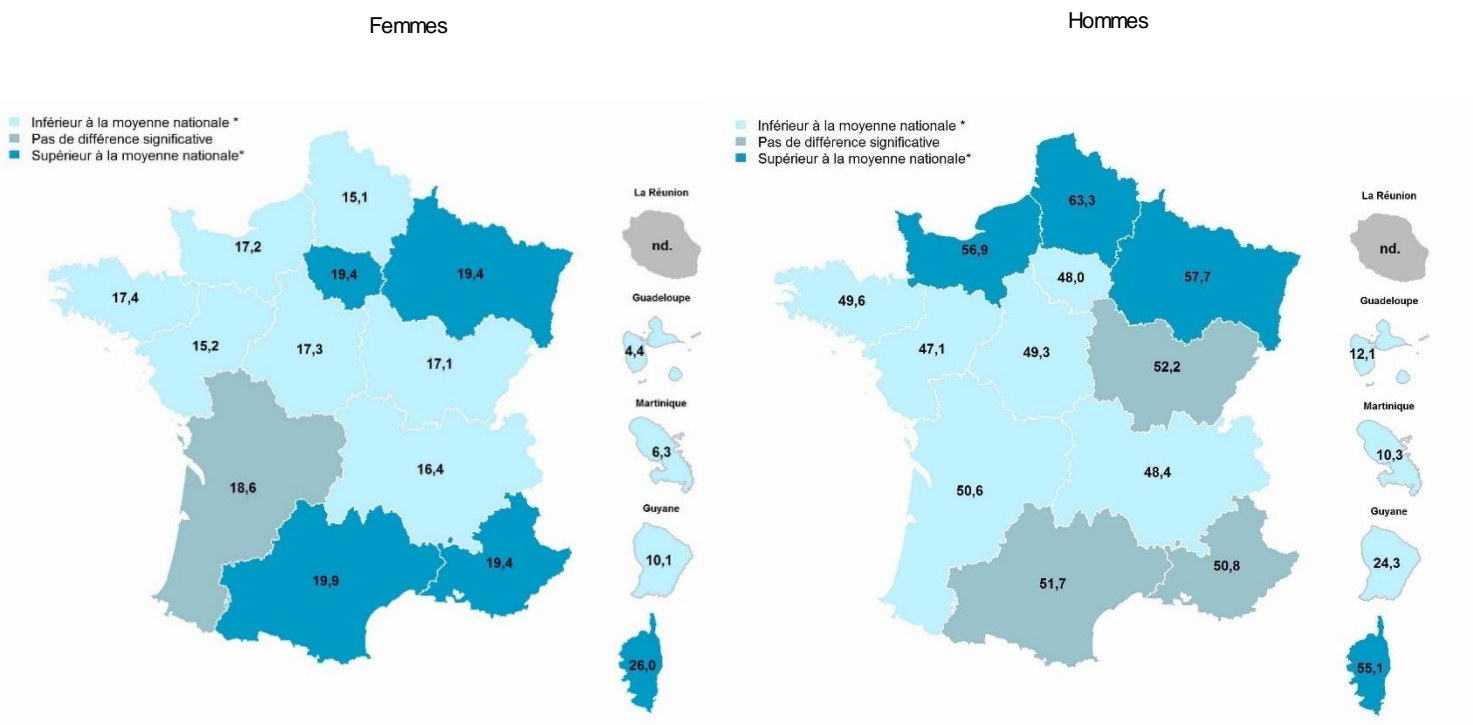 Femmes
Inférieur à la moyenne nationale *
Pas de différence significative
Supérieur à la moyenne nationale*
15,1
17,2
19,4
19,4
17,4
15,2
17,3
17,1
18,6
16,4
19,9
19,4
La Réunion
nd.
Guadeloupe
4,4
Martinique
6,3
Guyane
10,1
26,0
Hommes
Inférieur à la moyenne nationale *
Pas de différence significative
Supérieur à la moyenne nationale*
63,3
56,9
48,0
57,7
49,6
47,1
49,3
52,2
50,6
48,4
51,7
50,8
La Réunion
nd.
Guadeloupe
12,1
Martinique
10,3
Guyane
24,3
55,1